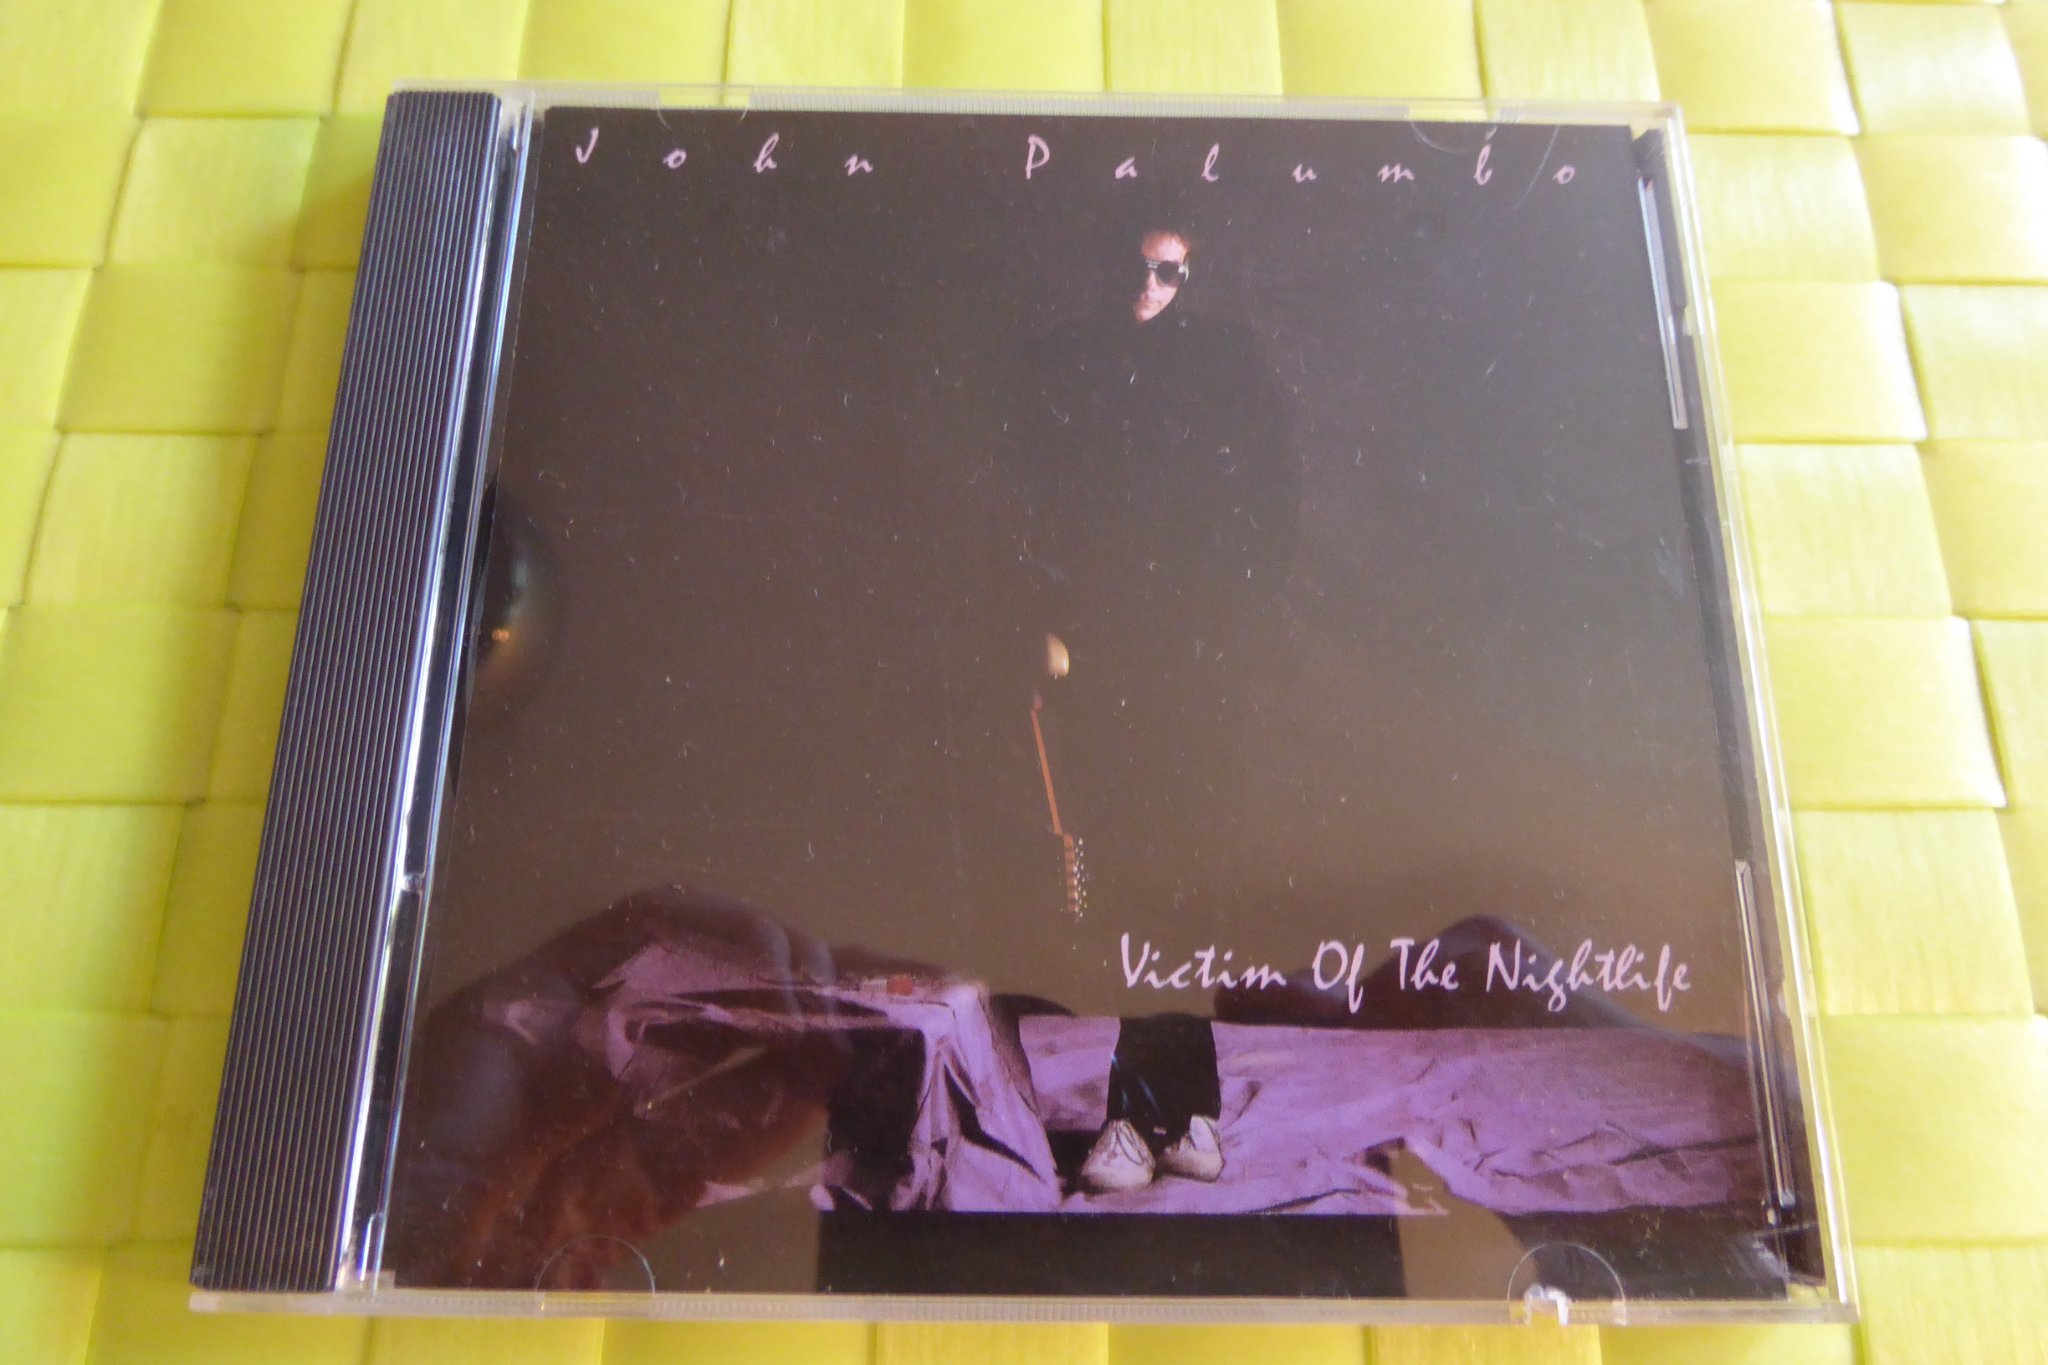 John Palumbo
Victim Of The Nightlife